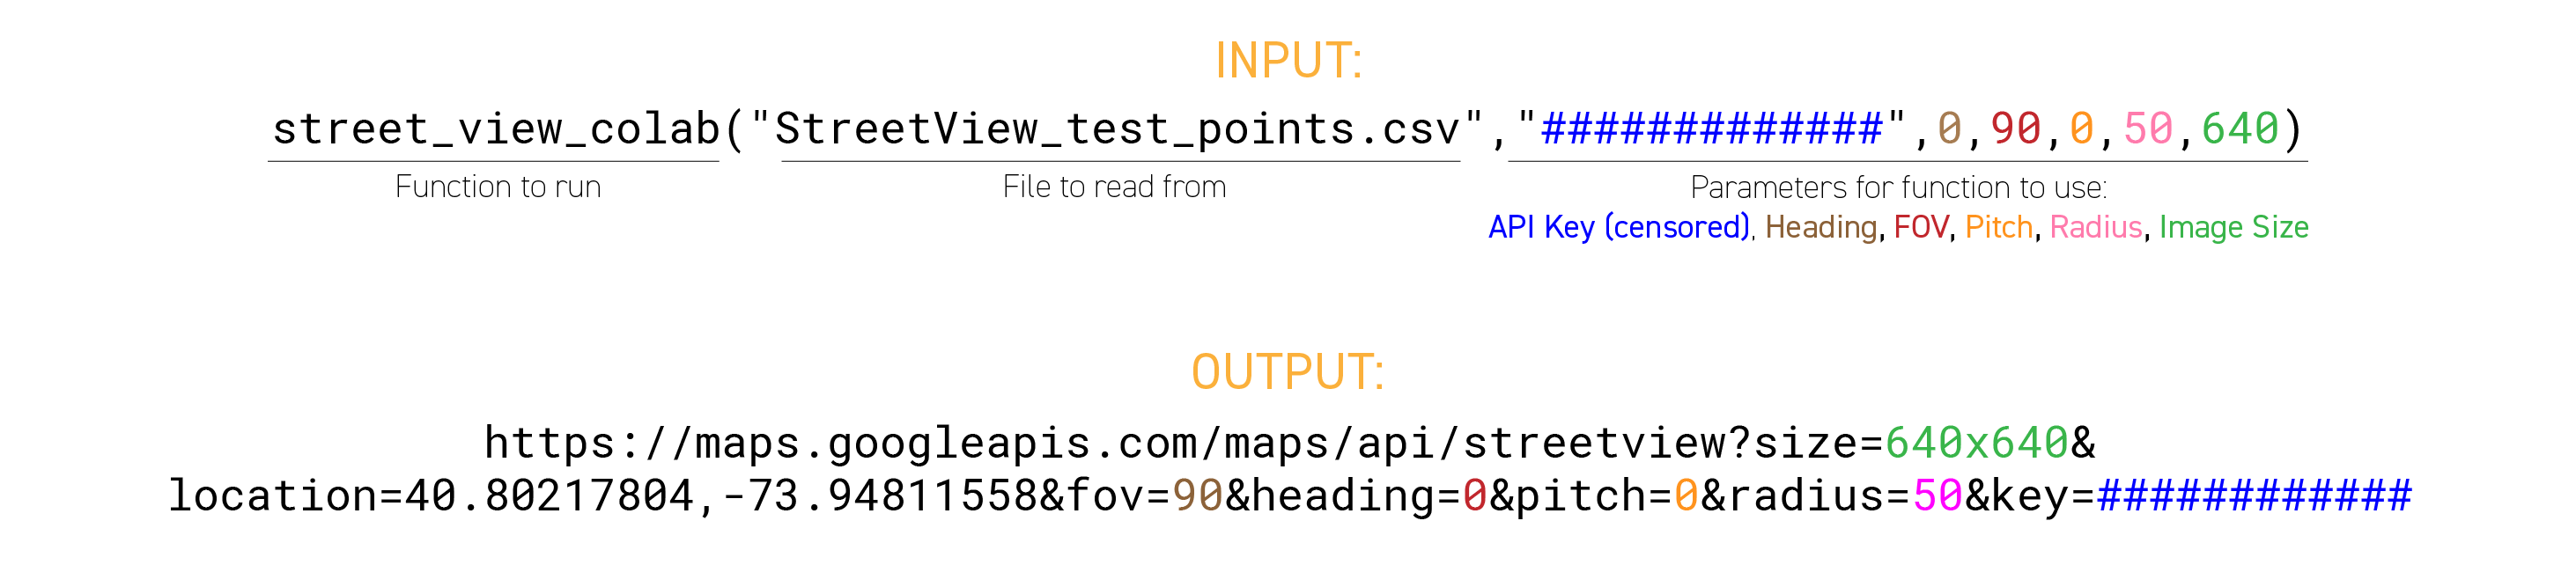 INPUT:
street_view_colab("StreetView_test_points.csv","#############",0,90,0,50,640)
Function to run
File to read from
Parameters for function to use:
API Key (censored), Heading, FOV, Pitch, Radius, Image Size
OUTPUT:
https://maps.googleapis.com/maps/api/streetview?size=640x640&
location=40.80217804,-73.94811558&fov=90&heading=0&pitch=0&radius=50&key=############